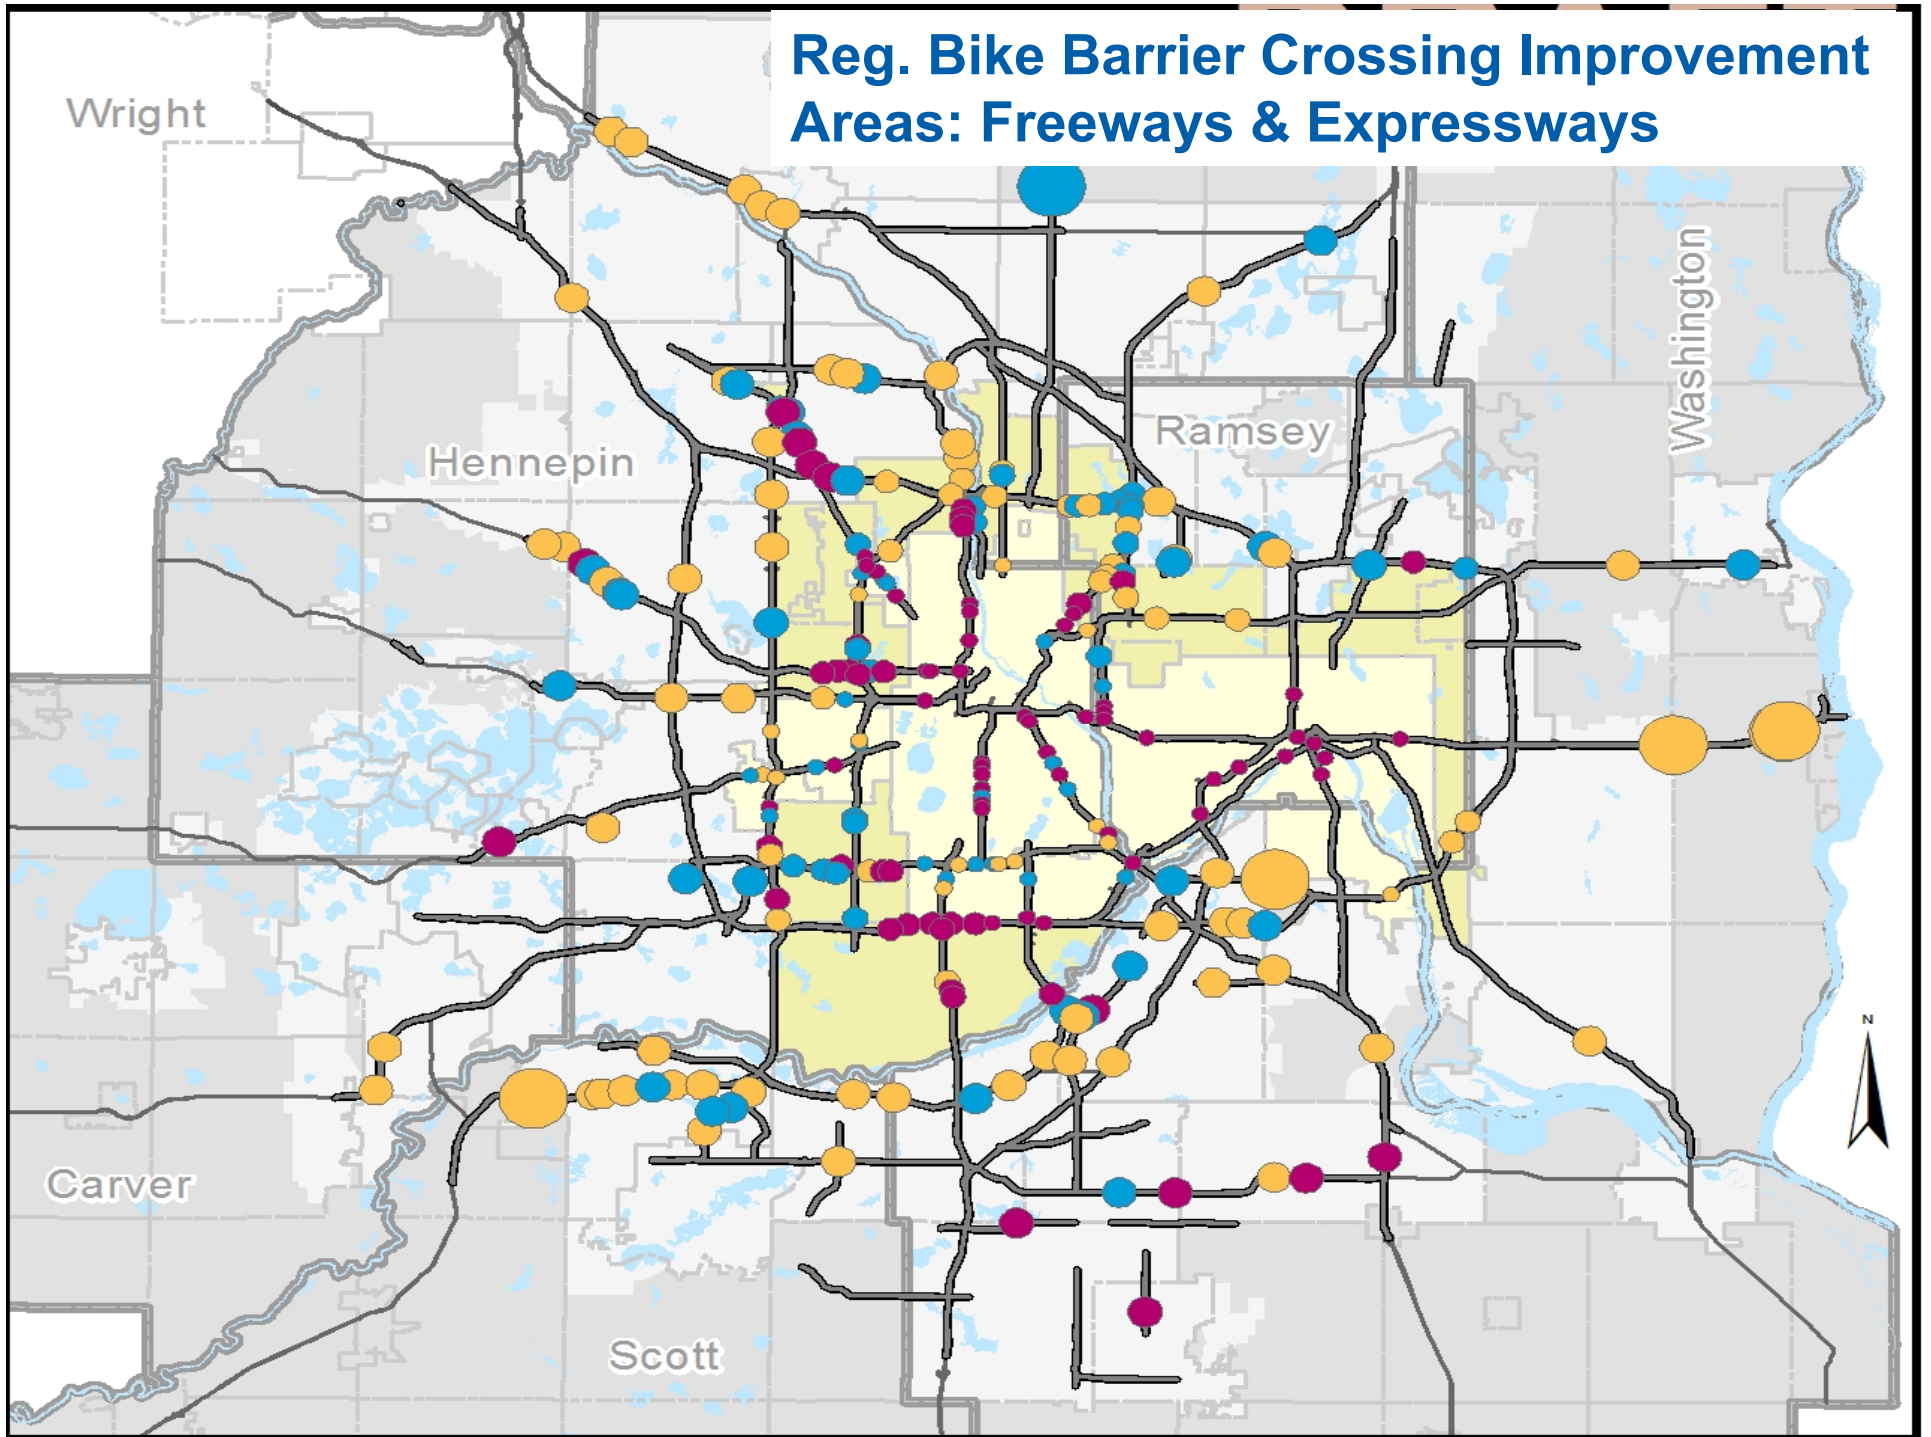 Reg. Bike Barrier Crossing Improvement
Areas: Freeways & Expressways
Wright
Washington
Ramsey
Hennepin
N
Carver
Scott